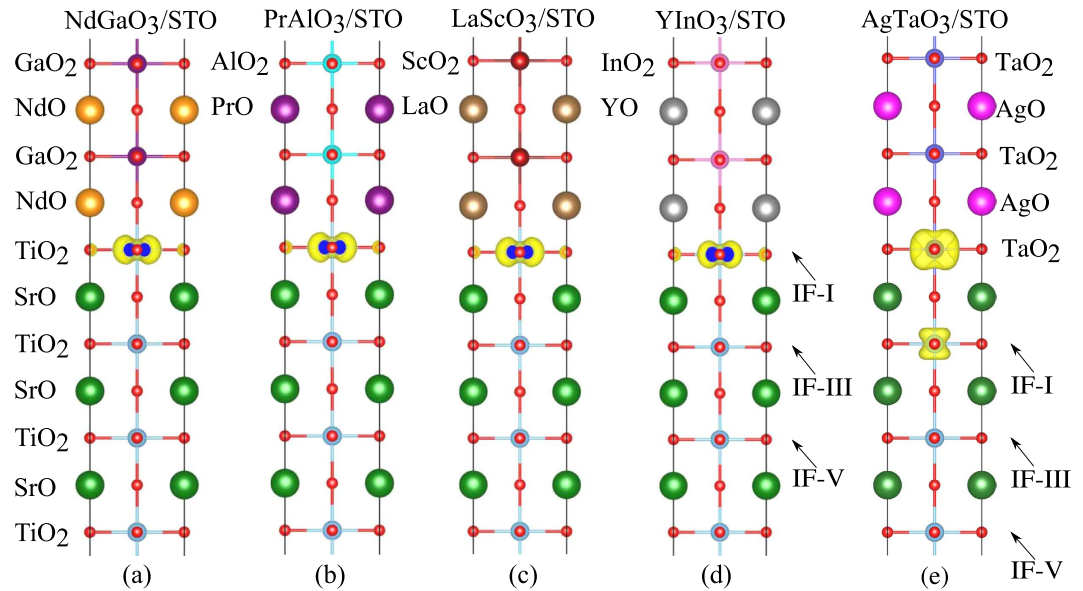 NdGaO3/STO PrAlO3/STO LaScO3/STO YInO3/STO AgTaO3/STO
GaO2 AlO2 ScO2 InO2 TaO2
NdO PrO LaO YO AgO
GaO2 TaO2
NdO AgO
TiO2 TaO2
IF-I
SrO
TiO2
IF-III IF-I
SrO
TiO2
IF-V IF-III
SrO
TiO2
IF-V
(a) (b) (c) (d) (e)